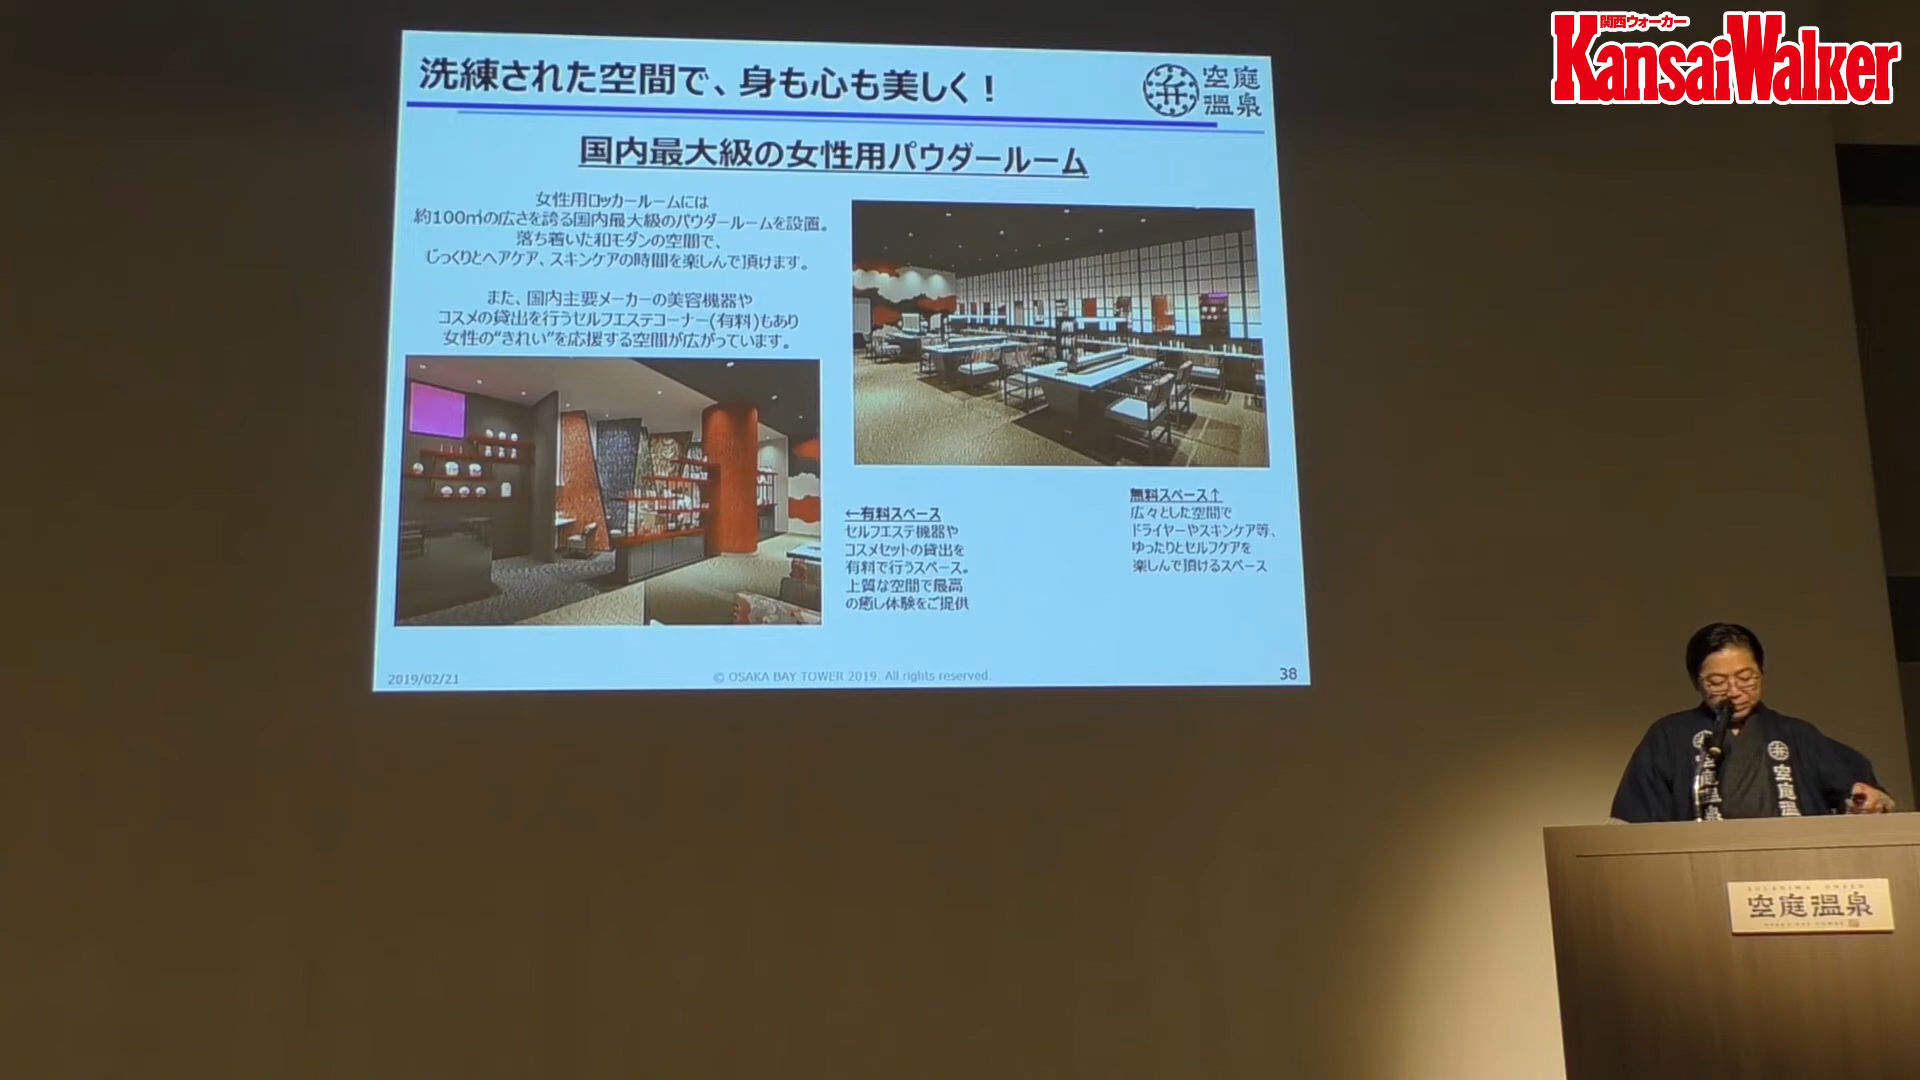 関西ウォーカー
KansaiWalker
洗練された空間で、身も心も美しく！
空庭
温泉
国内最大級の女性用パウダールーム
女性用ロッカールームには
約100㎡の広さを誇る国内最大級のパウダールームを設置。
落ち着いた和モダンの空間で、
じっくりとヘアケア、スキンケアの時間を楽しんで頂けます。
また、国内主要メーカーの美容機器や
コスメの貸出を行うセルフエステコーナー(有料)もあり
女性の“きれい”を応援する空間が広がっています。
←有料スペース
セルフエステ機器や
コスメセットの貸出を
有料で行うスペース。
上質な空間で最高
の癒し体験をご提供
無料スペース↑
広々とした空間で
ドライヤーやスキンケア等、
ゆったりとセルフケアを
楽しんで頂けるスペース
2019/02/21
© OSAKA BAY TOWER 2019. All rights reserved.
38
空庭温泉
空庭温
SOLANIWA ONSEN
空庭温泉
OSAKA BAY TOWER